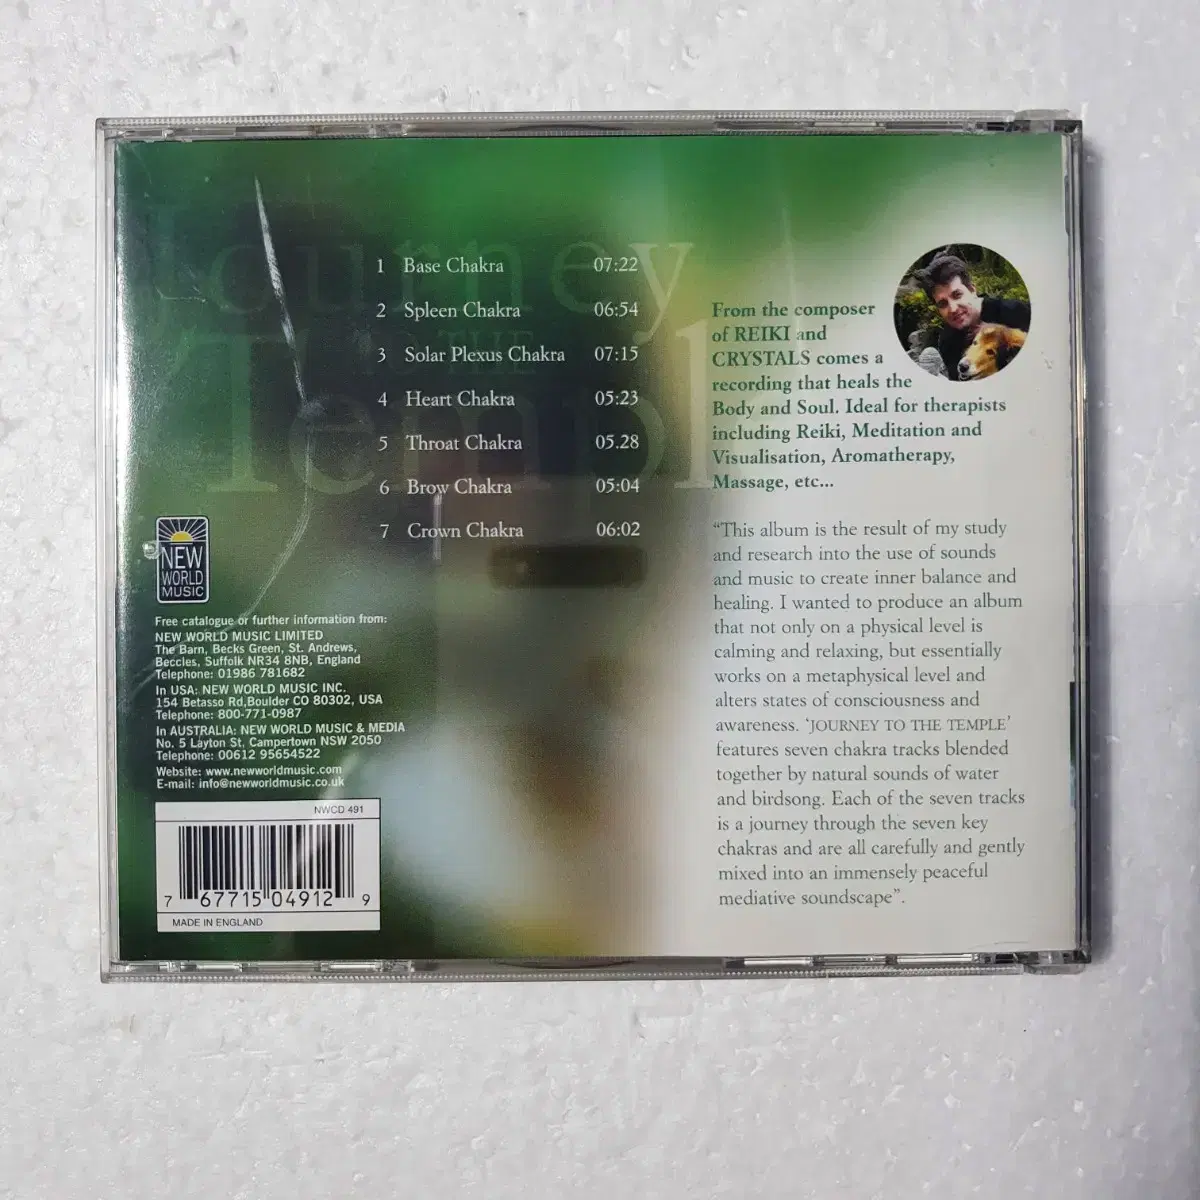 Journey
TO THE
Temple
1 Base Chakra 07:22
2 Spleen Chakra 06:54
3 Solar Plexus Chakra 07:15
4 Heart Chakra 05:23
5 Throat Chakra 05.28
6 Brow Chakra 05:04
7 Crown Chakra 06:02
From the composer
of REIKI and
CRYSTALS comes a
recording that heals the
Body and Soul. Ideal for therapists
including Reiki, Meditation and
Visualisation, Aromatherapy,
Massage, etc...
“This album is the result of my study
and research into the use of sounds
and music to create inner balance and
healing. I wanted to produce an album
that not only on a physical level is
calming and relaxing, but essentially
works on a metaphysical level and
alters states of consciousness and
awareness. ‘JOURNEY TO THE TEMPLE’
features seven chakra tracks blended
together by natural sounds of water
and birdsong. Each of the seven tracks
is a journey through the seven key
chakras and are all carefully and gently
mixed into an immensely peaceful
mediative soundscape”.
NEW
WORLD
MUSIC
Free catalogue or further information from:
NEW WORLD MUSIC LIMITED
The Barn, Becks Green, St. Andrews,
Beccles, Suffolk NR34 8NB, England
Telephone: 01986 781682
In USA: NEW WORLD MUSIC INC.
154 Betasso Rd,Boulder CO 80302, USA
Telephone: 800-771-0987
In AUSTRALIA: NEW WORLD MUSIC & MEDIA
No. 5 Layton St. Campertown NSW 2050
Telephone: 00612 95654522
Website: www.newworldmusic.com
E-mail: info@newworldmusic.co.uk
NWCD 491
7 67715 04912 9
MADE IN ENGLAND